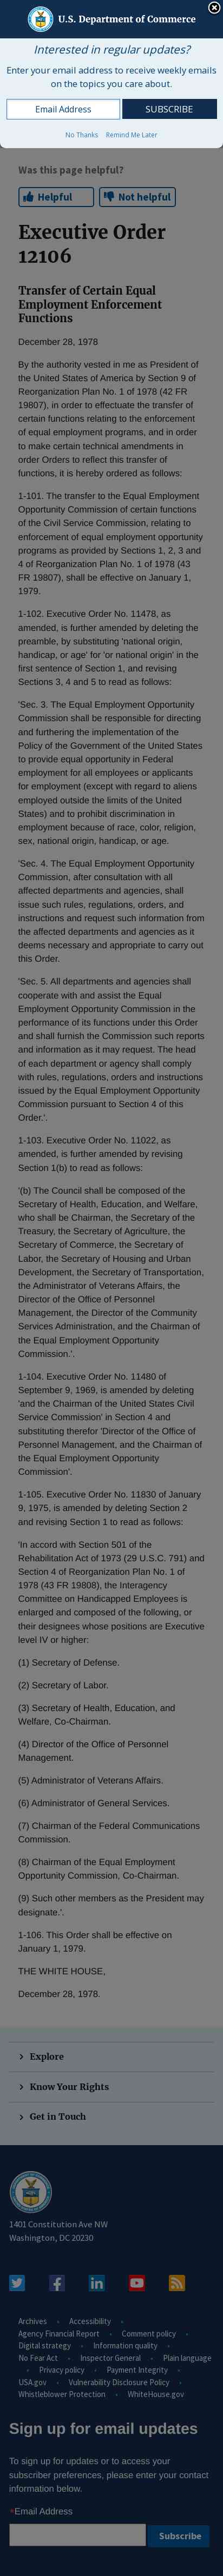 U.S. Department of Commerce
Interested in regular updates?
Enter your email address to receive weekly emails
on the topics you care about.
Email Address
SUBSCRIBE
No Thanks
Remind Me Later
Was this page helpful?
Helpful
Not helpful
Executive Order
12106
Transfer of Certain Equal
Employment Enforcement
Functions
December 28, 1978
By the authority vested in me as President of
the United States of America by Section 9 of
Reorganization Plan No. 1 of 1978 (42 FR
19807), in order to effectuate the transfer of
certain functions relating to the enforcement
of equal employment programs, and in order
to make certain technical amendments in
other Orders to reflect this transfer of
functions, it is hereby ordered as follows:
1-101. The transfer to the Equal Employment
Opportunity Commission of certain functions
of the Civil Service Commission, relating to
enforcement of equal employment opportunity
programs as provided by Sections 1, 2, 3 and
4 of Reorganization Plan No. 1 of 1978 (43
FR 19807), shall be effective on January 1,
1979.
1-102. Executive Order No. 11478, as
amended, is further amended by deleting the
preamble, by substituting 'national origin,
handicap, or age' for 'or national origin' in the
first sentence of Section 1, and revising
Sections 3, 4 and 5 to read as follows:
'Sec. 3. The Equal Employment Opportunity
Commission shall be responsible for directing
and furthering the implementation of the
Policy of the Government of the United States
to provide equal opportunity in Federal
employment for all employees or applicants
for employment (except with regard to aliens
employed outside the limits of the United
States) and to prohibit discrimination in
employment because of race, color, religion,
sex, national origin, handicap, or age.
'Sec. 4. The Equal Employment Opportunity
Commission, after consultation with all
affected departments and agencies, shall
issue such rules, regulations, orders, and
instructions and request such information from
the affected departments and agencies as it
deems necessary and appropriate to carry out
this Order.
'Sec. 5. All departments and agencies shall
cooperate with and assist the Equal
Employment Opportunity Commission in the
performance of its functions under this Order
and shall furnish the Commission such reports
and information as it may request. The head
of each department or agency shall comply
with rules, regulations, orders and instructions
issued by the Equal Employment Opportunity
Commission pursuant to Section 4 of this
Order.'.
1-103. Executive Order No. 11022, as
amended, is further amended by revising
Section 1(b) to read as follows:
'(b) The Council shall be composed of the
Secretary of Health, Education, and Welfare,
who shall be Chairman, the Secretary of the
Treasury, the Secretary of Agriculture, the
Secretary of Commerce, the Secretary of
Labor, the Secretary of Housing and Urban
Development, the Secretary of Transportation,
the Administrator of Veterans Affairs, the
Director of the Office of Personnel
Management, the Director of the Community
Services Administration, and the Chairman of
the Equal Employment Opportunity
Commission.'.
1-104. Executive Order No. 11480 of
September 9, 1969, is amended by deleting
'and the Chairman of the United States Civil
Service Commission' in Section 4 and
substituting therefor 'Director of the Office of
Personnel Management, and the Chairman of
the Equal Employment Opportunity
Commission'.
1-105. Executive Order No. 11830 of January
9, 1975, is amended by deleting Section 2
and revising Section 1 to read as follows:
'In accord with Section 501 of the
Rehabilitation Act of 1973 (29 U.S.C. 791) and
Section 4 of Reorganization Plan No. 1 of
1978 (43 FR 19808), the Interagency
Committee on Handicapped Employees is
enlarged and composed of the following, or
their designees whose positions are Executive
level IV or higher:
(1) Secretary of Defense.
(2) Secretary of Labor.
(3) Secretary of Health, Education, and
Welfare, Co-Chairman.
(4) Director of the Office of Personnel
Management.
(5) Administrator of Veterans Affairs.
(6) Administrator of General Services.
(7) Chairman of the Federal Communications
Commission.
(8) Chairman of the Equal Employment
Opportunity Commission, Co-Chairman.
(9) Such other members as the President may
designate.'.
1-106. This Order shall be effective on
January 1, 1979.
THE WHITE HOUSE,
December 28, 1978.
Explore
Know Your Rights
Get in Touch
1401 Constitution Ave NW
Washington, DC 20230
Archives • Accessibility •
Agency Financial Report • Comment policy •
Digital strategy • Information quality •
No Fear Act • Inspector General • Plain language
• Privacy policy • Payment Integrity •
USA.gov • Vulnerability Disclosure Policy •
Whistleblower Protection • WhiteHouse.gov
Sign up for email updates
To sign up for updates or to access your
subscriber preferences, please enter your contact
information below.
*Email Address
Subscribe